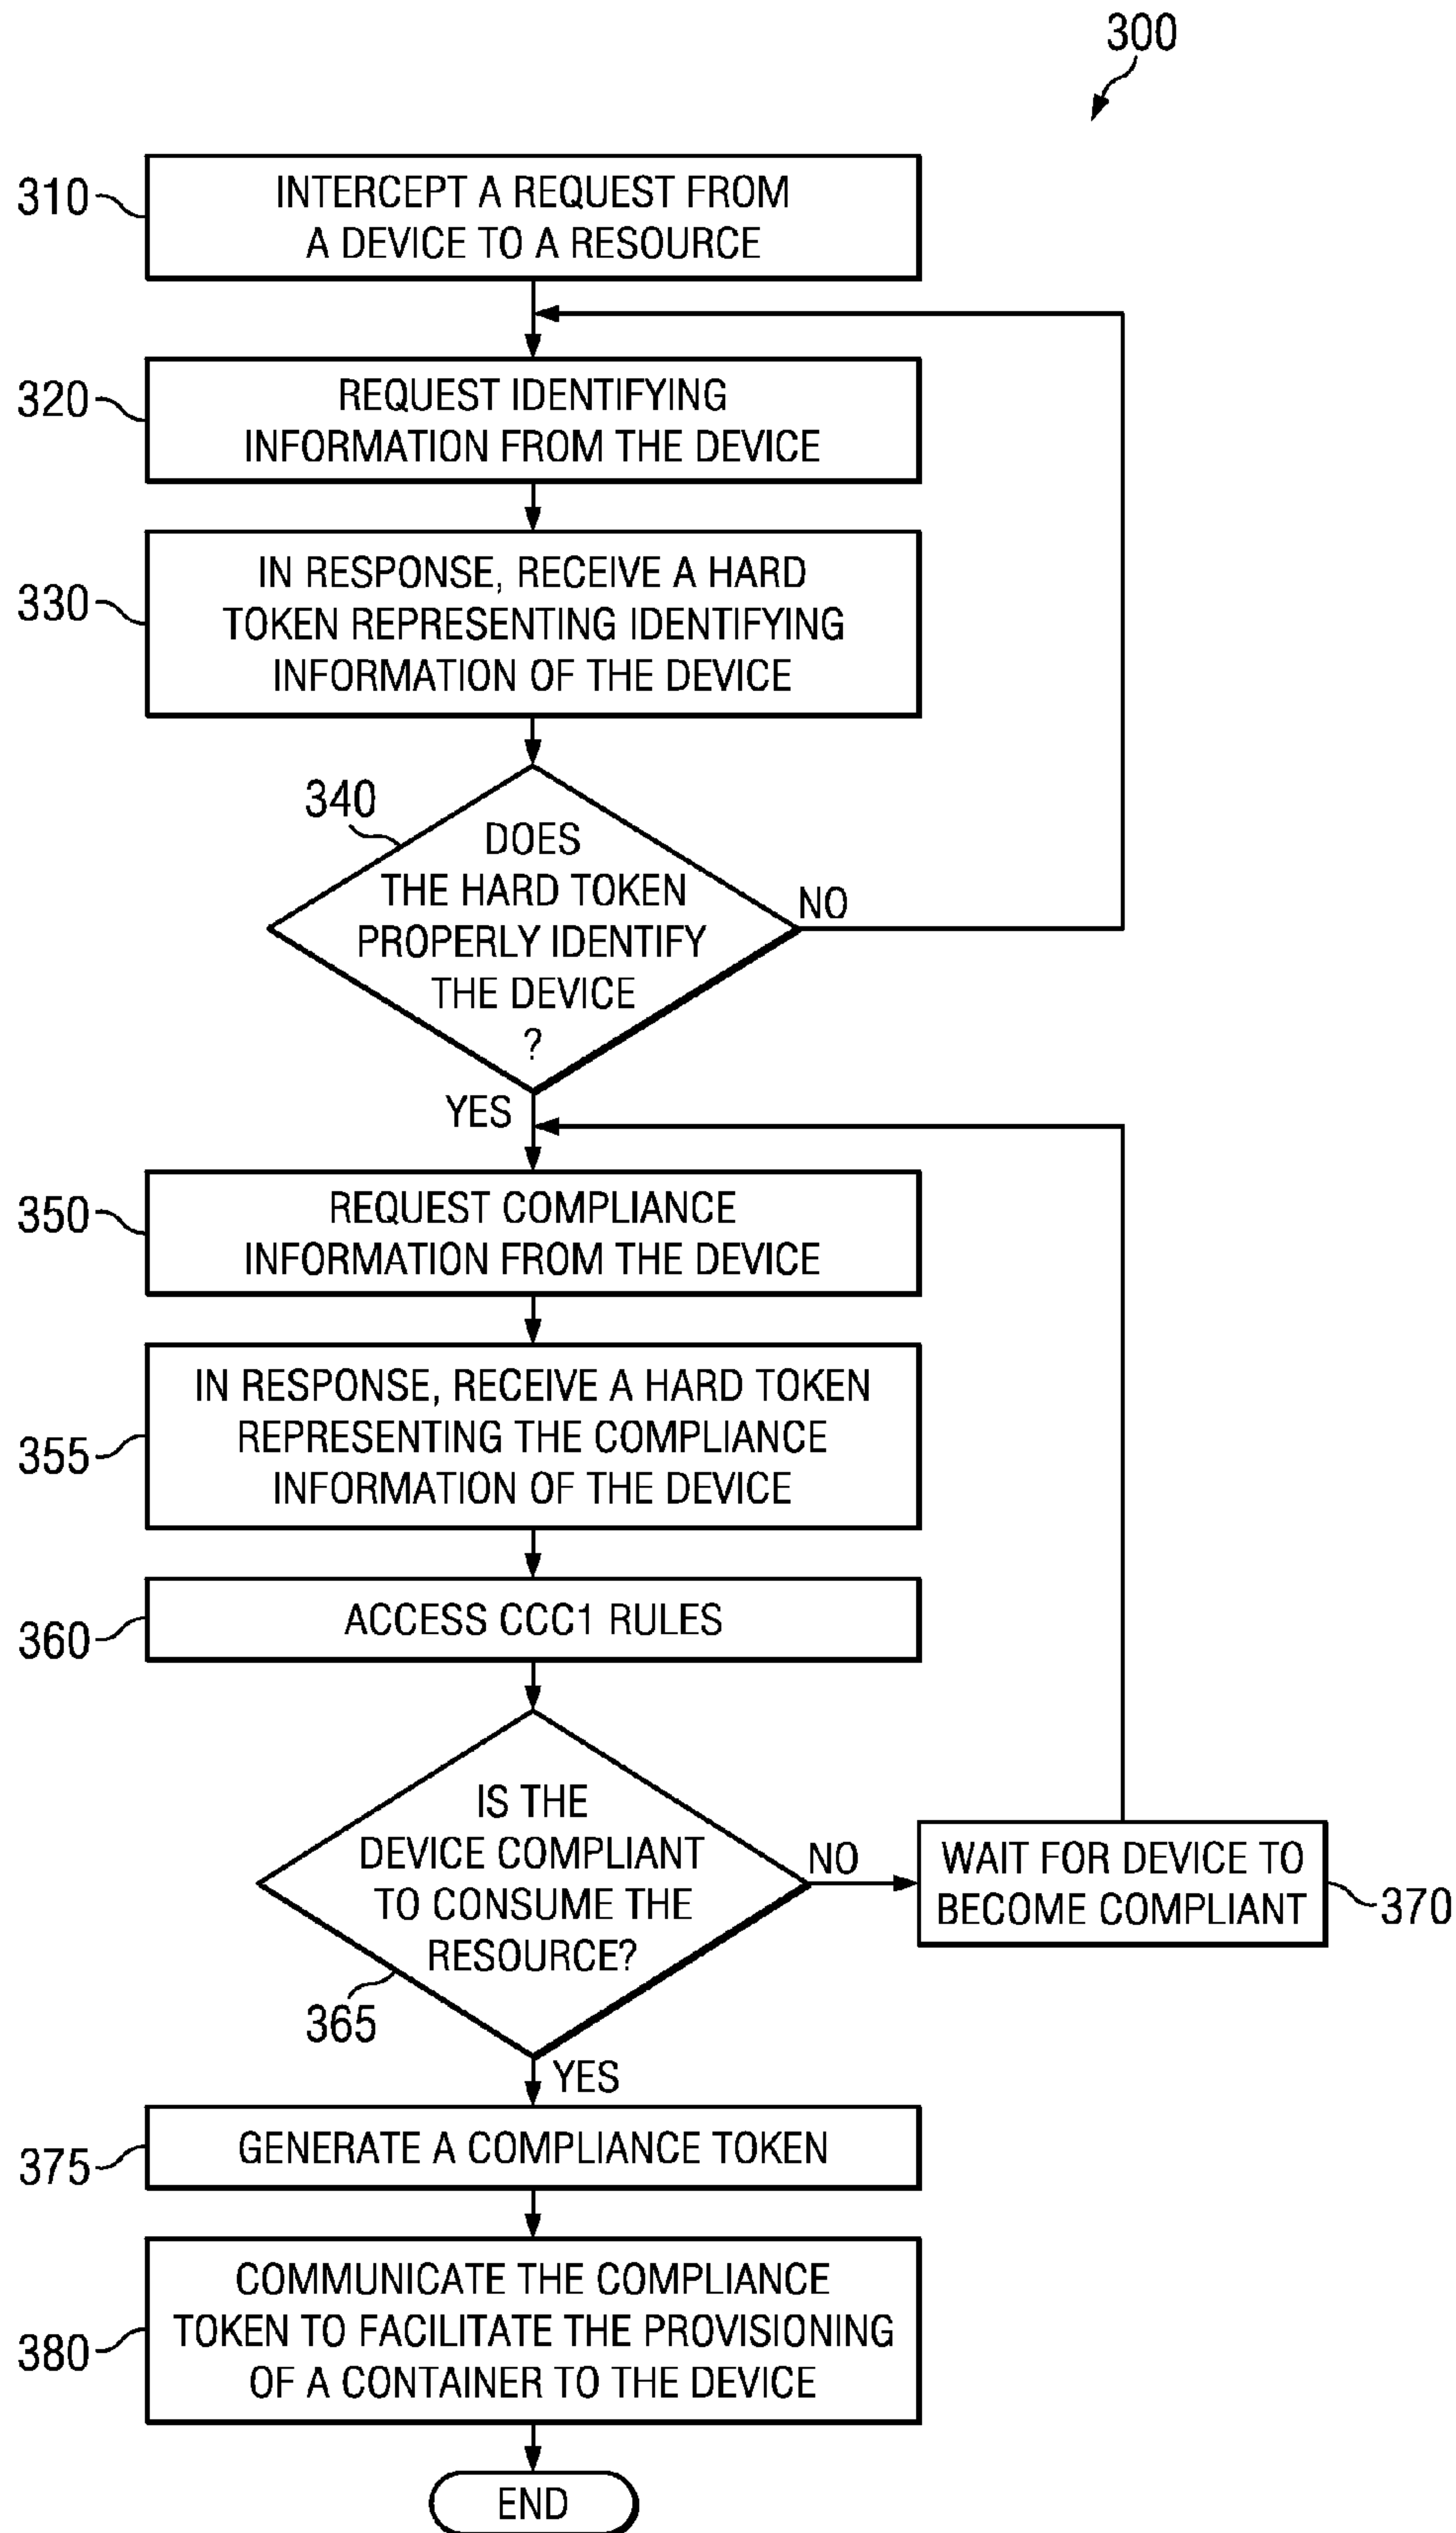 300
310
INTERCEPT A REQUEST FROM
A DEVICE TO A RESOURCE
320
REQUEST IDENTIFYING
INFORMATION FROM THE DEVICE
330
IN RESPONSE, RECEIVE A HARD
TOKEN REPRESENTING IDENTIFYING
INFORMATION OF THE DEVICE
340
DOES
THE HARD TOKEN
PROPERLY IDENTIFY
THE DEVICE
?
NO
YES
350
REQUEST COMPLIANCE
INFORMATION FROM THE DEVICE
355
IN RESPONSE, RECEIVE A HARD TOKEN
REPRESENTING THE COMPLIANCE
INFORMATION OF THE DEVICE
360
ACCESS CCC1 RULES
IS THE
DEVICE COMPLIANT
TO CONSUME THE
RESOURCE?
365
NO
WAIT FOR DEVICE TO
BECOME COMPLIANT
370
YES
375
GENERATE A COMPLIANCE TOKEN
380
COMMUNICATE THE COMPLIANCE
TOKEN TO FACILITATE THE PROVISIONING
OF A CONTAINER TO THE DEVICE
END